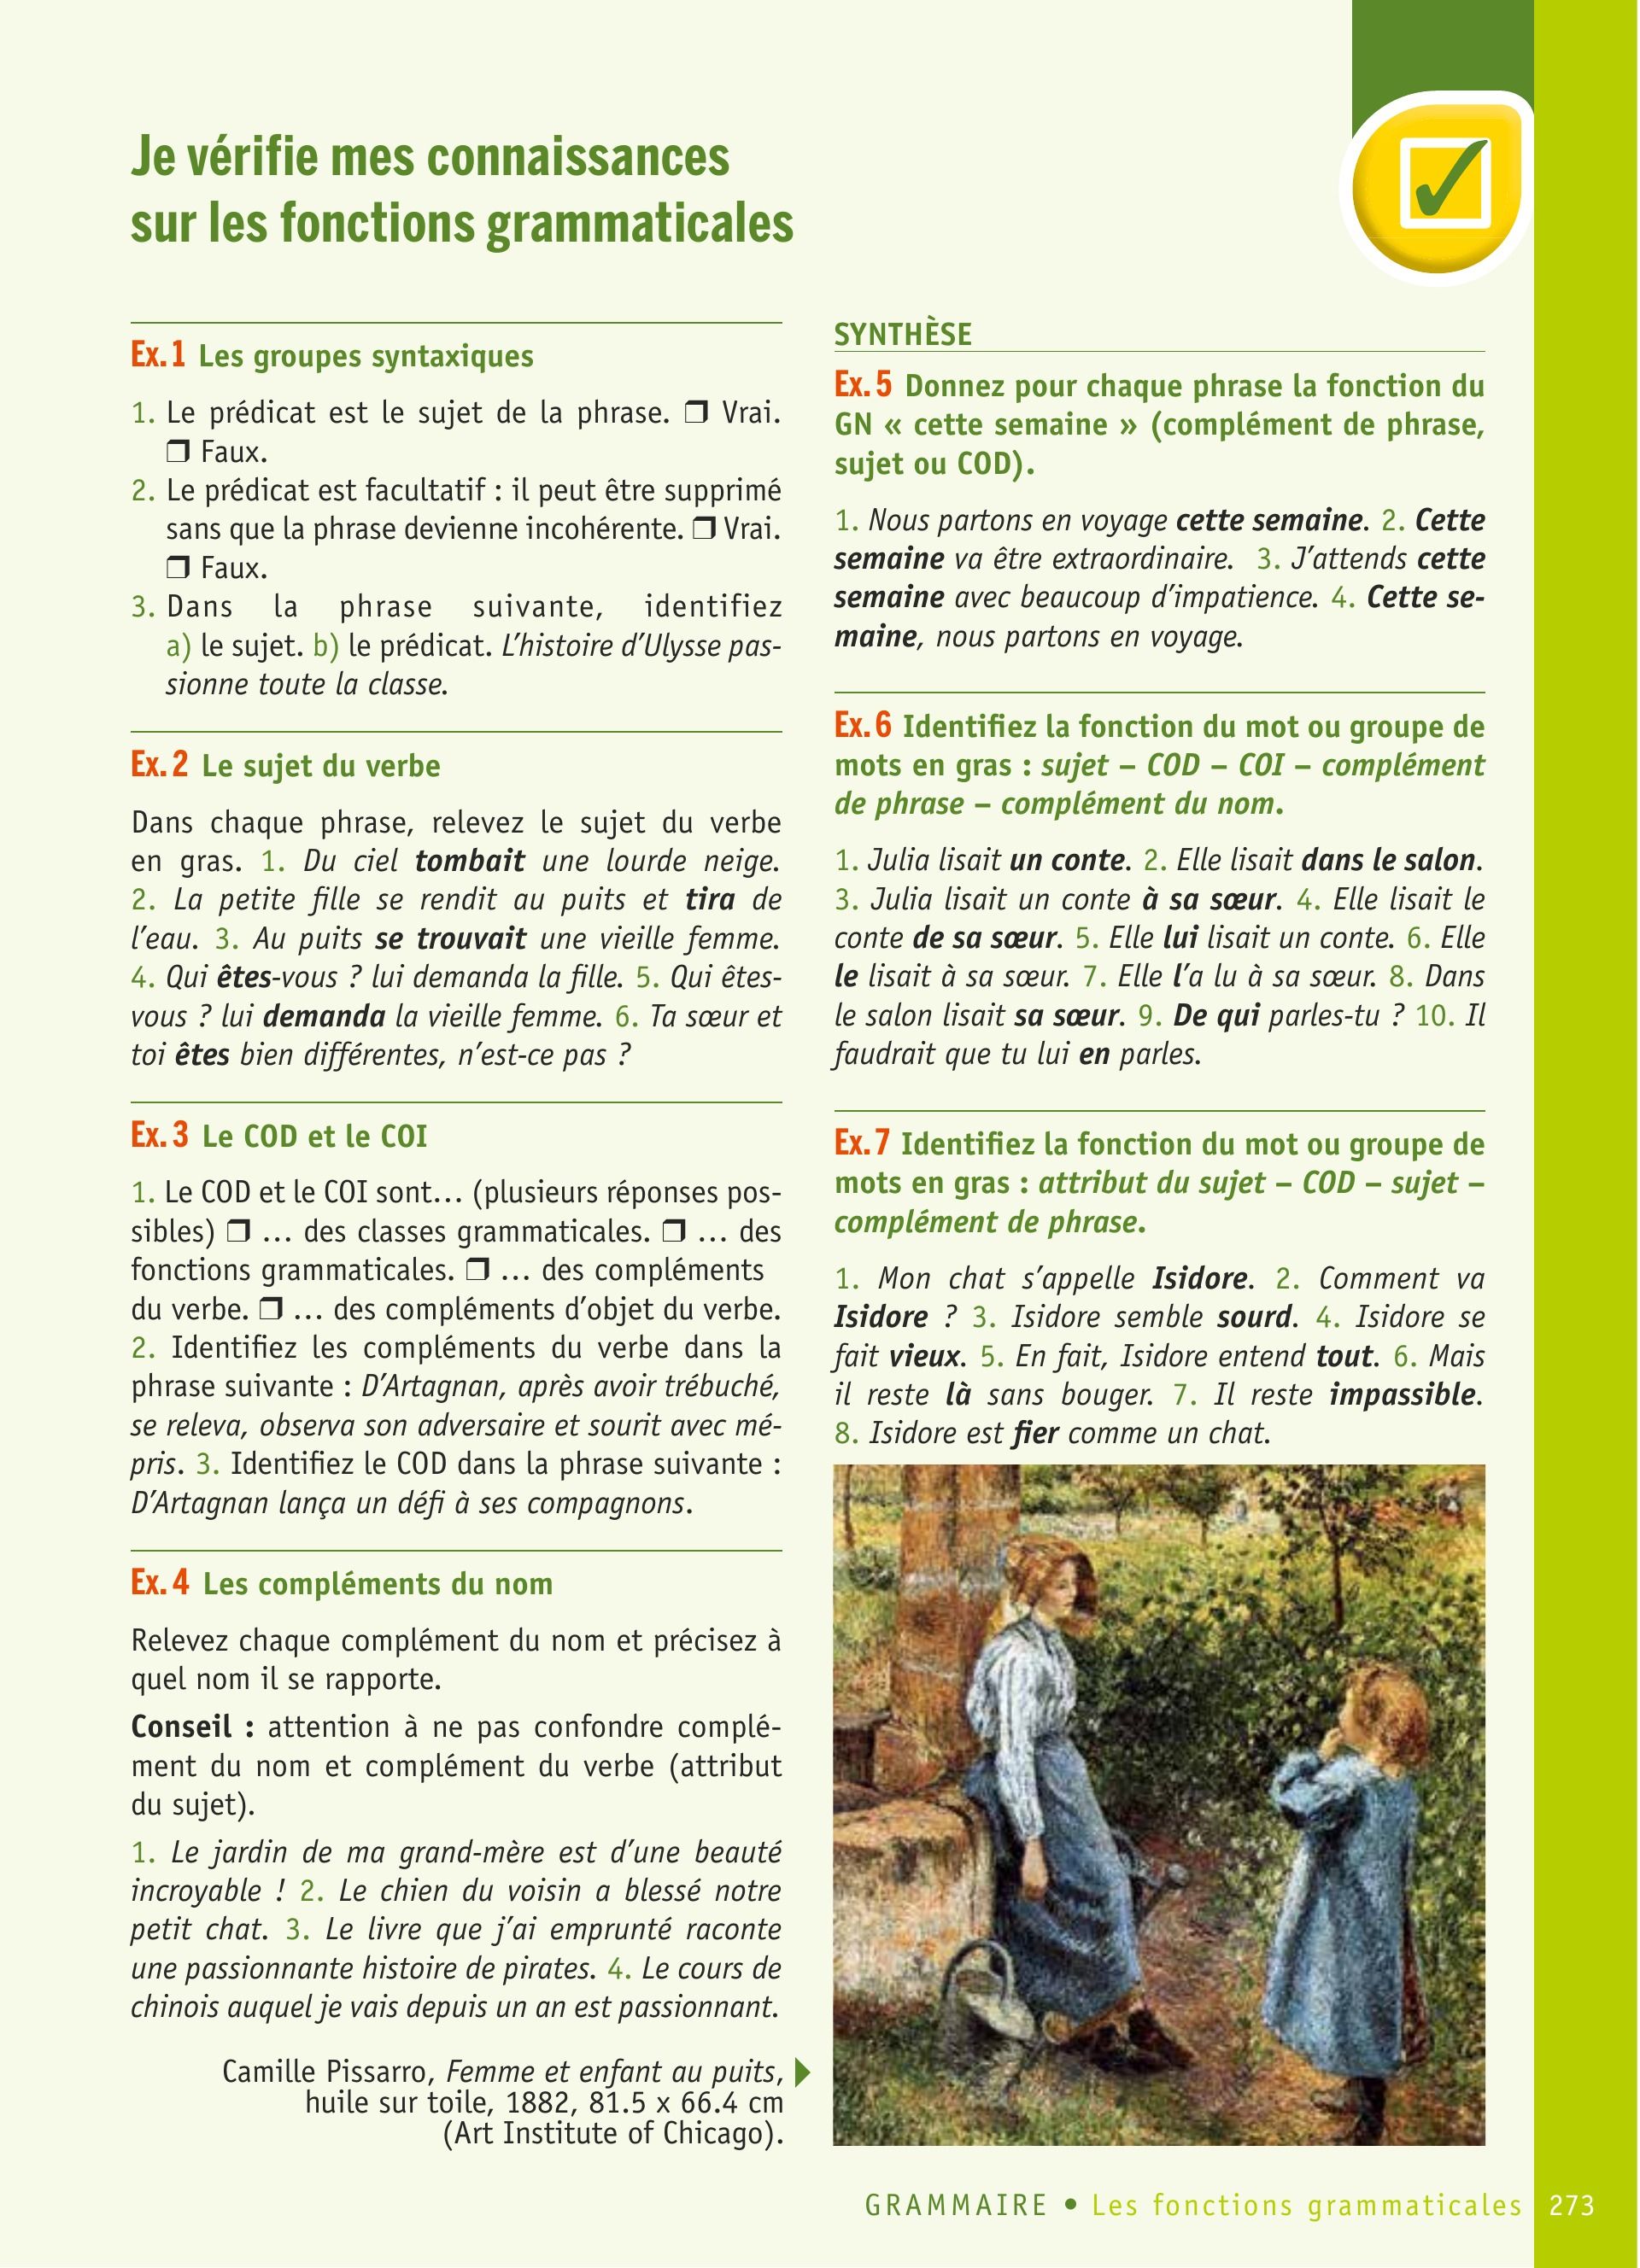 Je vérifie mes connaissances
sur les fonctions grammaticales
Ex. 1 Les groupes syntaxiques
1. Le prédicat est le sujet de la phrase. ❒ Vrai.
❒ Faux.
2. Le prédicat est facultatif : il peut être supprimé
sans que la phrase devienne incohérente. ❒ Vrai.
❒ Faux.
3. Dans la phrase suivante, identifiez
a) le sujet. b) le prédicat. L’histoire d’Ulysse pas-
sionne toute la classe.
Ex. 2 Le sujet du verbe
Dans chaque phrase, relevez le sujet du verbe
en gras. 1. Du ciel tombait une lourde neige.
2. La petite fille se rendit au puits et tira de
l’eau. 3. Au puits se trouvait une vieille femme.
4. Qui êtes-vous ? lui demanda la fille. 5. Qui êtes-
vous ? lui demanda la vieille femme. 6. Ta sœur et
toi êtes bien différentes, n’est-ce pas ?
Ex. 3 Le COD et le COI
1. Le COD et le COI sont… (plusieurs réponses pos-
sibles) ❒ … des classes grammaticales. ❒ … des
fonctions grammaticales. ❒ … des compléments
du verbe. ❒ … des compléments d’objet du verbe.
2. Identifiez les compléments du verbe dans la
phrase suivante : D’Artagnan, après avoir trébuché,
se releva, observa son adversaire et sourit avec mé-
pris. 3. Identifiez le COD dans la phrase suivante :
D’Artagnan lança un défi à ses compagnons.
Ex. 4 Les compléments du nom
Relevez chaque complément du nom et précisez à
quel nom il se rapporte.
Conseil : attention à ne pas confondre complé-
ment du nom et complément du verbe (attribut
du sujet).
1. Le jardin de ma grand-mère est d’une beauté
incroyable ! 2. Le chien du voisin a blessé notre
petit chat. 3. Le livre que j’ai emprunté raconte
une passionnante histoire de pirates. 4. Le cours de
chinois auquel je vais depuis un an est passionnant.
Camille Pissarro, Femme et enfant au puits,
huile sur toile, 1882, 81.5 x 66.4 cm
(Art Institute of Chicago).
SYNTHÈSE
Ex. 5 Donnez pour chaque phrase la fonction du
GN « cette semaine » (complément de phrase,
sujet ou COD).
1. Nous partons en voyage cette semaine. 2. Cette
semaine va être extraordinaire. 3. J’attends cette
semaine avec beaucoup d’impatience. 4. Cette se-
maine, nous partons en voyage.
Ex. 6 Identifiez la fonction du mot ou groupe de
mots en gras : sujet – COD – COI – complément
de phrase – complément du nom.
1. Julia lisait un conte. 2. Elle lisait dans le salon.
3. Julia lisait un conte à sa sœur. 4. Elle lisait le
conte de sa sœur. 5. Elle lui lisait un conte. 6. Elle
le lisait à sa sœur. 7. Elle l’a lu à sa sœur. 8. Dans
le salon lisait sa sœur. 9. De qui parles-tu ? 10. Il
faudrait que tu lui en parles.
Ex. 7 Identifiez la fonction du mot ou groupe de
mots en gras : attribut du sujet – COD – sujet –
complément de phrase.
1. Mon chat s’appelle Isidore. 2. Comment va
Isidore ? 3. Isidore semble sourd. 4. Isidore se
fait vieux. 5. En fait, Isidore entend tout. 6. Mais
il reste là sans bouger. 7. Il reste impassible.
8. Isidore est fier comme un chat.
GRAMMAIRE • Les fonctions grammaticales 273